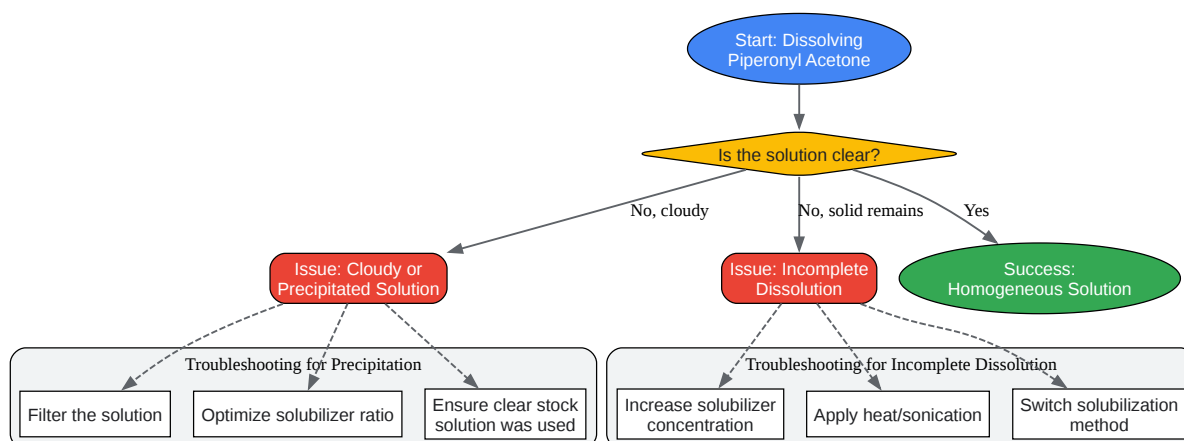 Start: Dissolving
Piperonyl Acetone
Is the solution clear?
No, cloudy
No, solid remains
Yes
Issue: Cloudy or
Precipitated Solution
Issue: Incomplete
Dissolution
Success:
Homogeneous Solution
Troubleshooting for Precipitation
Filter the solution
Optimize solubilizer ratio
Ensure clear stock
solution was used
Troubleshooting for Incomplete Dissolution
Increase solubilizer
concentration
Apply heat/sonication
Switch solubilization
method